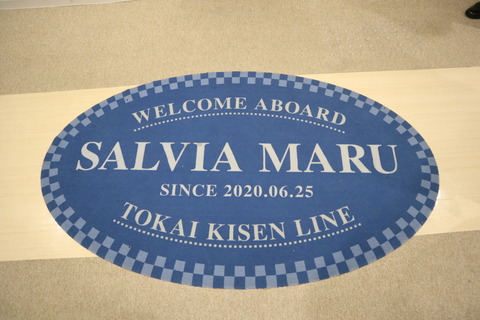 WELCOME ABOARD
SALVIA MARU
SINCE 2020.06.25
TOKAI KISEN LINE